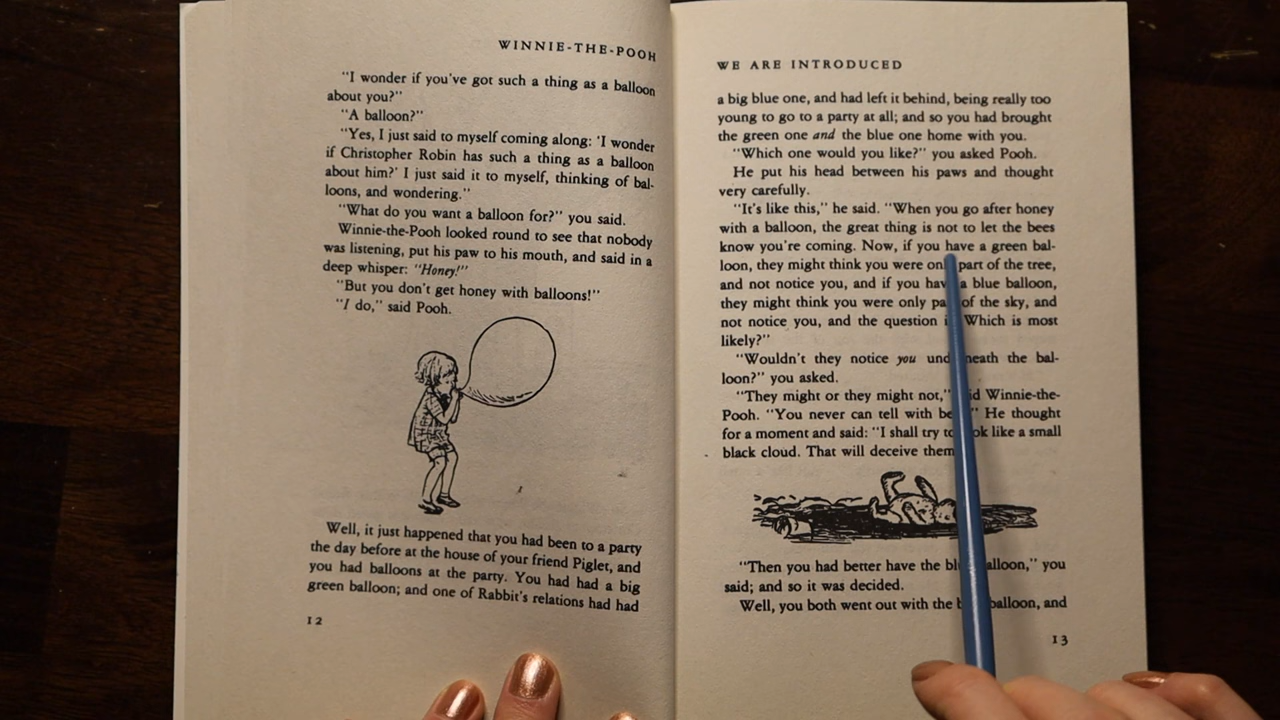 WINNIE-THE-POOH
"I wonder if you've got such a thing as a balloon
about you?"
"A balloon?"
"Yes, I just said to myself coming along: 'I wonder
if Christopher Robin has such a thing as a balloon
about him?' I just said it to myself, thinking of bal-
loons, and wondering."
"What do you want a balloon for?" you said.
Winnie-the-Pooh looked round to see that nobody
was listening, put his paw to his mouth, and said in a
deep whisper: "Honey!"
"But you don't get honey with balloons!"
"I do," said Pooh.
Well, it just happened that you had been to a party
the day before at the house of your friend Piglet, and
you had balloons at the party. You had had a big
green balloon; and one of Rabbit's relations had had
12
WE ARE INTRODUCED
a big blue one, and had left it behind, being really too
young to go to a party at all; and so you had brought
the green one and the blue one home with you.
"Which one would you like?" you asked Pooh.
He put his head between his paws and thought
very carefully.
"It's like this," he said. "When you go after honey
with a balloon, the great thing is not to let the bees
know you're coming. Now, if you have a green bal-
loon, they might think you were part of the tree,
and not notice you, and if you have a blue balloon,
they might think you were only of the sky, and
not notice you, and the question Which is most
likely?"
"Wouldn't they notice you the bal-
loon?" you asked.
"They might or they might not," Winnie-the-
Pooh. "You never can tell with " He thought
for a moment and said: "I shall try like a small
black cloud. That will deceive them
"Then you had better have the balloon," you
said; and so it was decided.
Well, you both went out with the balloon, and
13